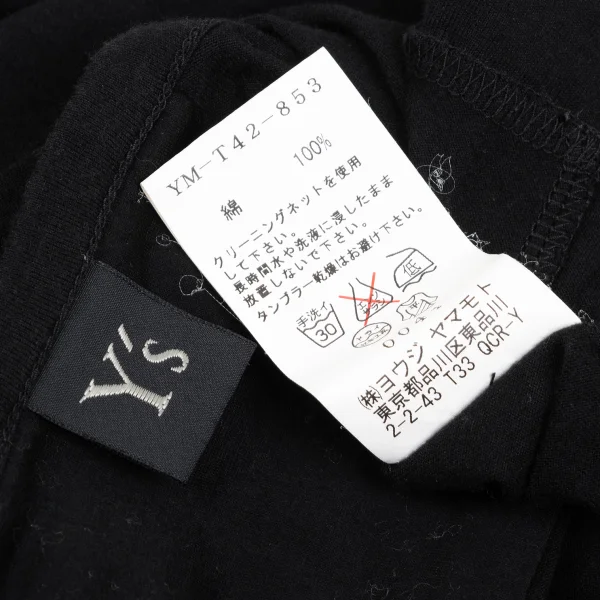 YM-T42-853
綿 100%
クリーニングネットを使用
して下さい。
長時間水や洗液に浸したまま
放置しないで下さい。
タンブラー乾燥はお避け下さい。
手洗イ
30
低
(株)ヨウジ ヤマモト
東京都品川区東品川
2-2-43 T33 QCR-Y
Y's